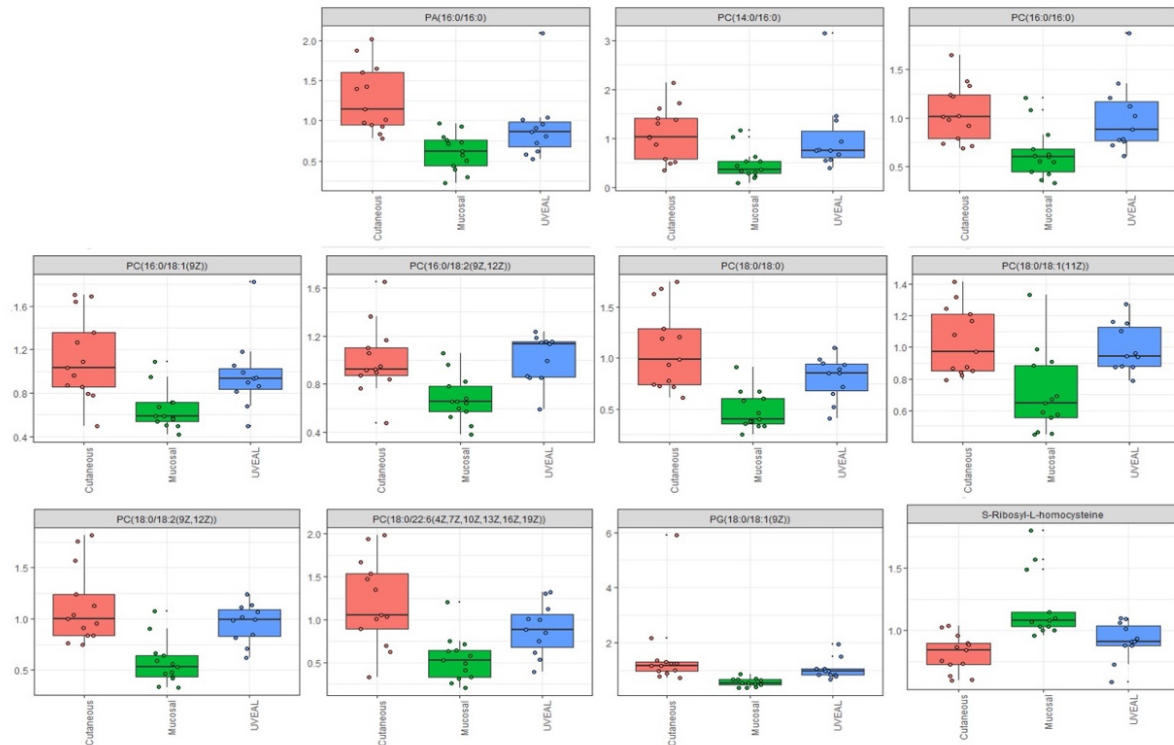 PA(16:0/16:0)
PC(14:0/16:0)
PC(16:0/16:0)
2.0
1.5
1.0
0.5
3
2
1
0
1.5
1.0
0.5
Cutaneous
Mucosal
UVEAL
Cutaneous
Mucosal
UVEAL
Cutaneous
Mucosal
UVEAL
PC(16:0/18:1(9Z))
PC(16:0/18:2(9Z,12Z))
PC(18:0/18:0)
PC(18:0/18:1(11Z))
1.6
1.2
0.8
0.4
1.6
1.2
0.8
0.4
1.5
1.0
0.5
1.4
1.2
1.0
0.8
0.6
Cutaneous
Mucosal
UVEAL
Cutaneous
Mucosal
UVEAL
Cutaneous
Mucosal
UVEAL
Cutaneous
Mucosal
UVEAL
PC(18:0/18:2(9Z,12Z))
PC(18:0/22:6(4Z,7Z,10Z,13Z,16Z,19Z))
PG(18:0/18:1(9Z))
S-Ribosyl-L-homocysteine
1.5
1.0
0.5
2.0
1.5
1.0
0.5
6
4
2
1.5
1.0
Cutaneous
Mucosal
UVEAL
Cutaneous
Mucosal
UVEAL
Cutaneous
Mucosal
UVEAL
Cutaneous
Mucosal
UVEAL